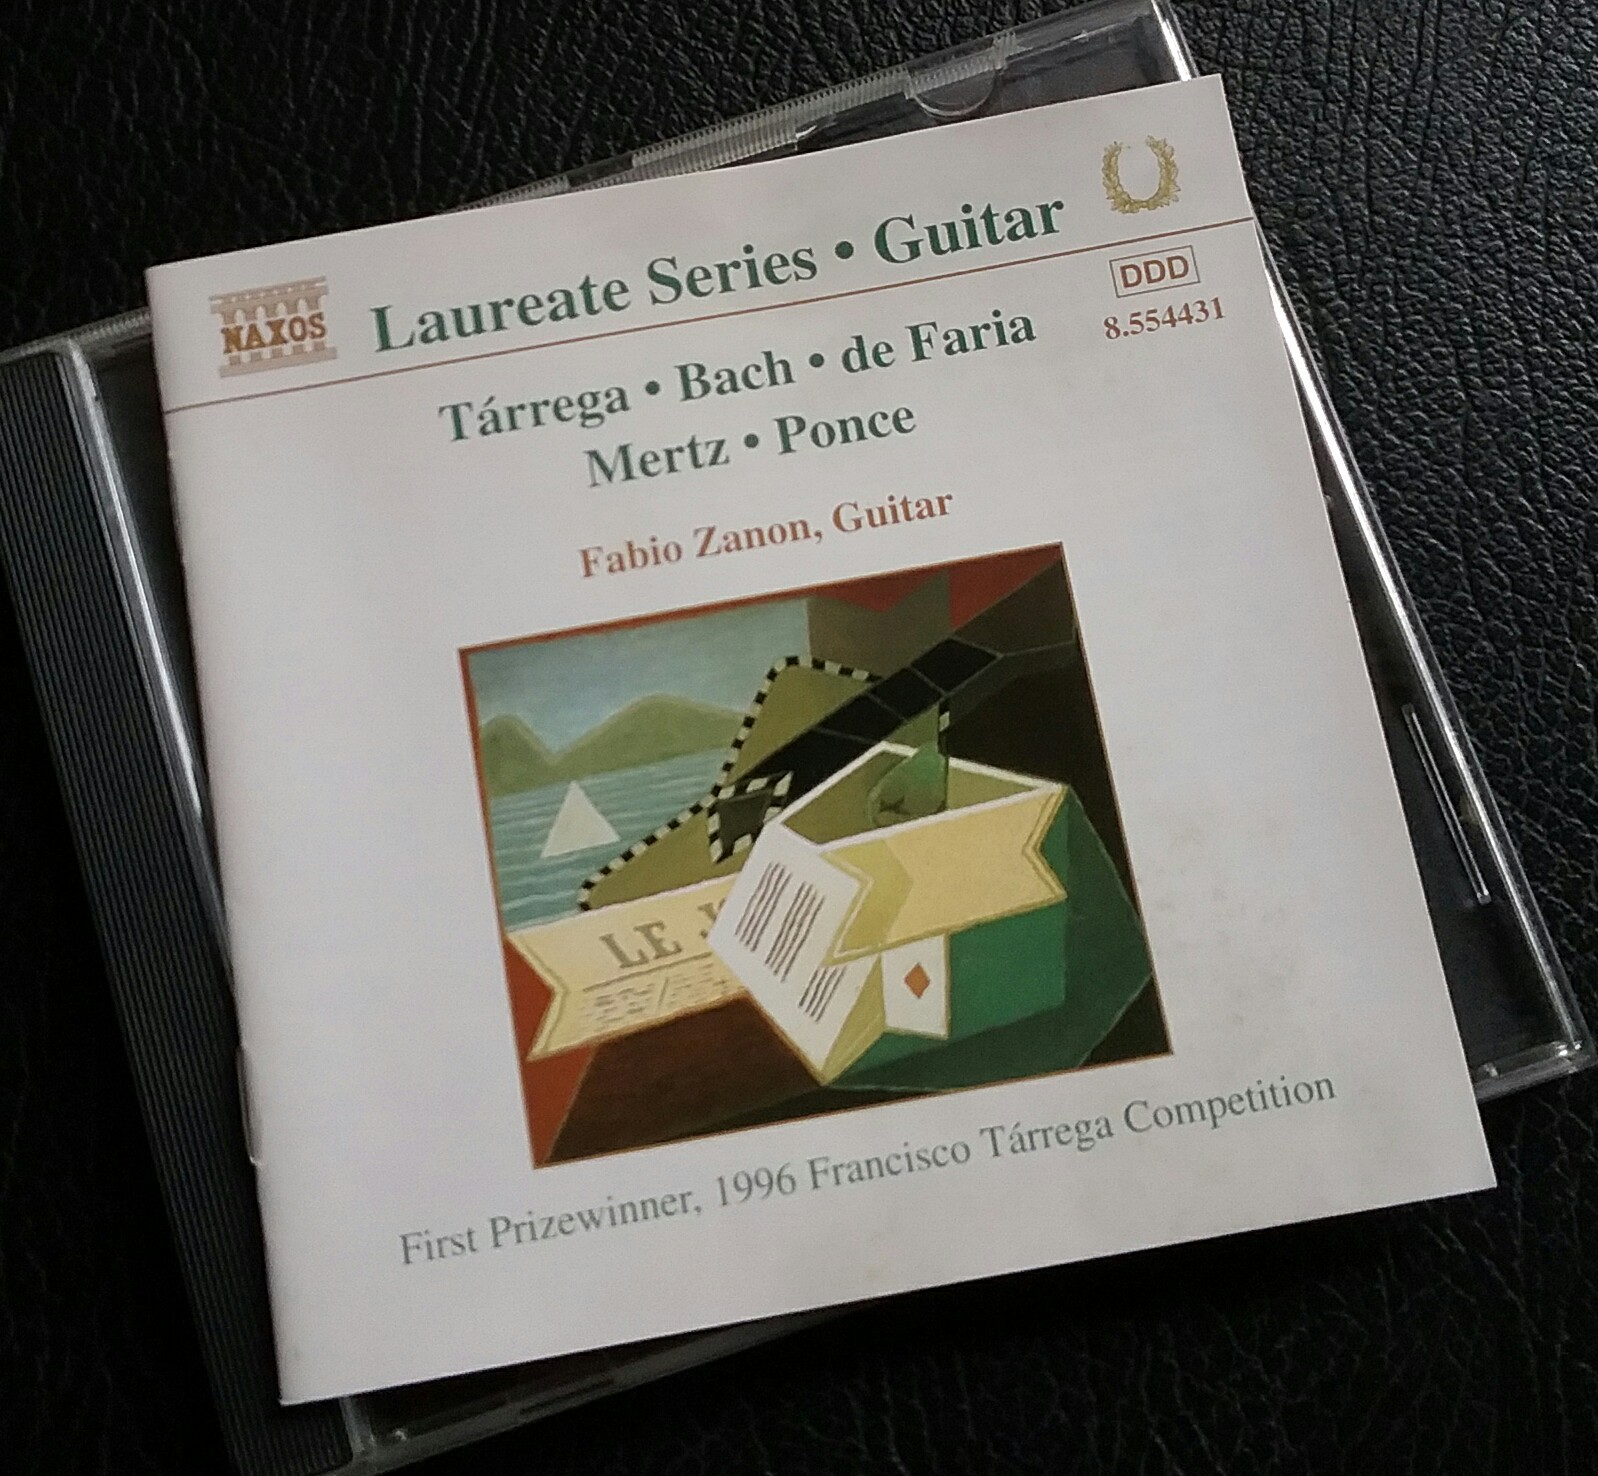 NAXOS
Laureate Series • Guitar
DDD
8.554431
Tárrega • Bach • de Faria
Mertz • Ponce
Fabio Zanon, Guitar
LE J
First Prizewinner, 1996 Francisco Tárrega Competition